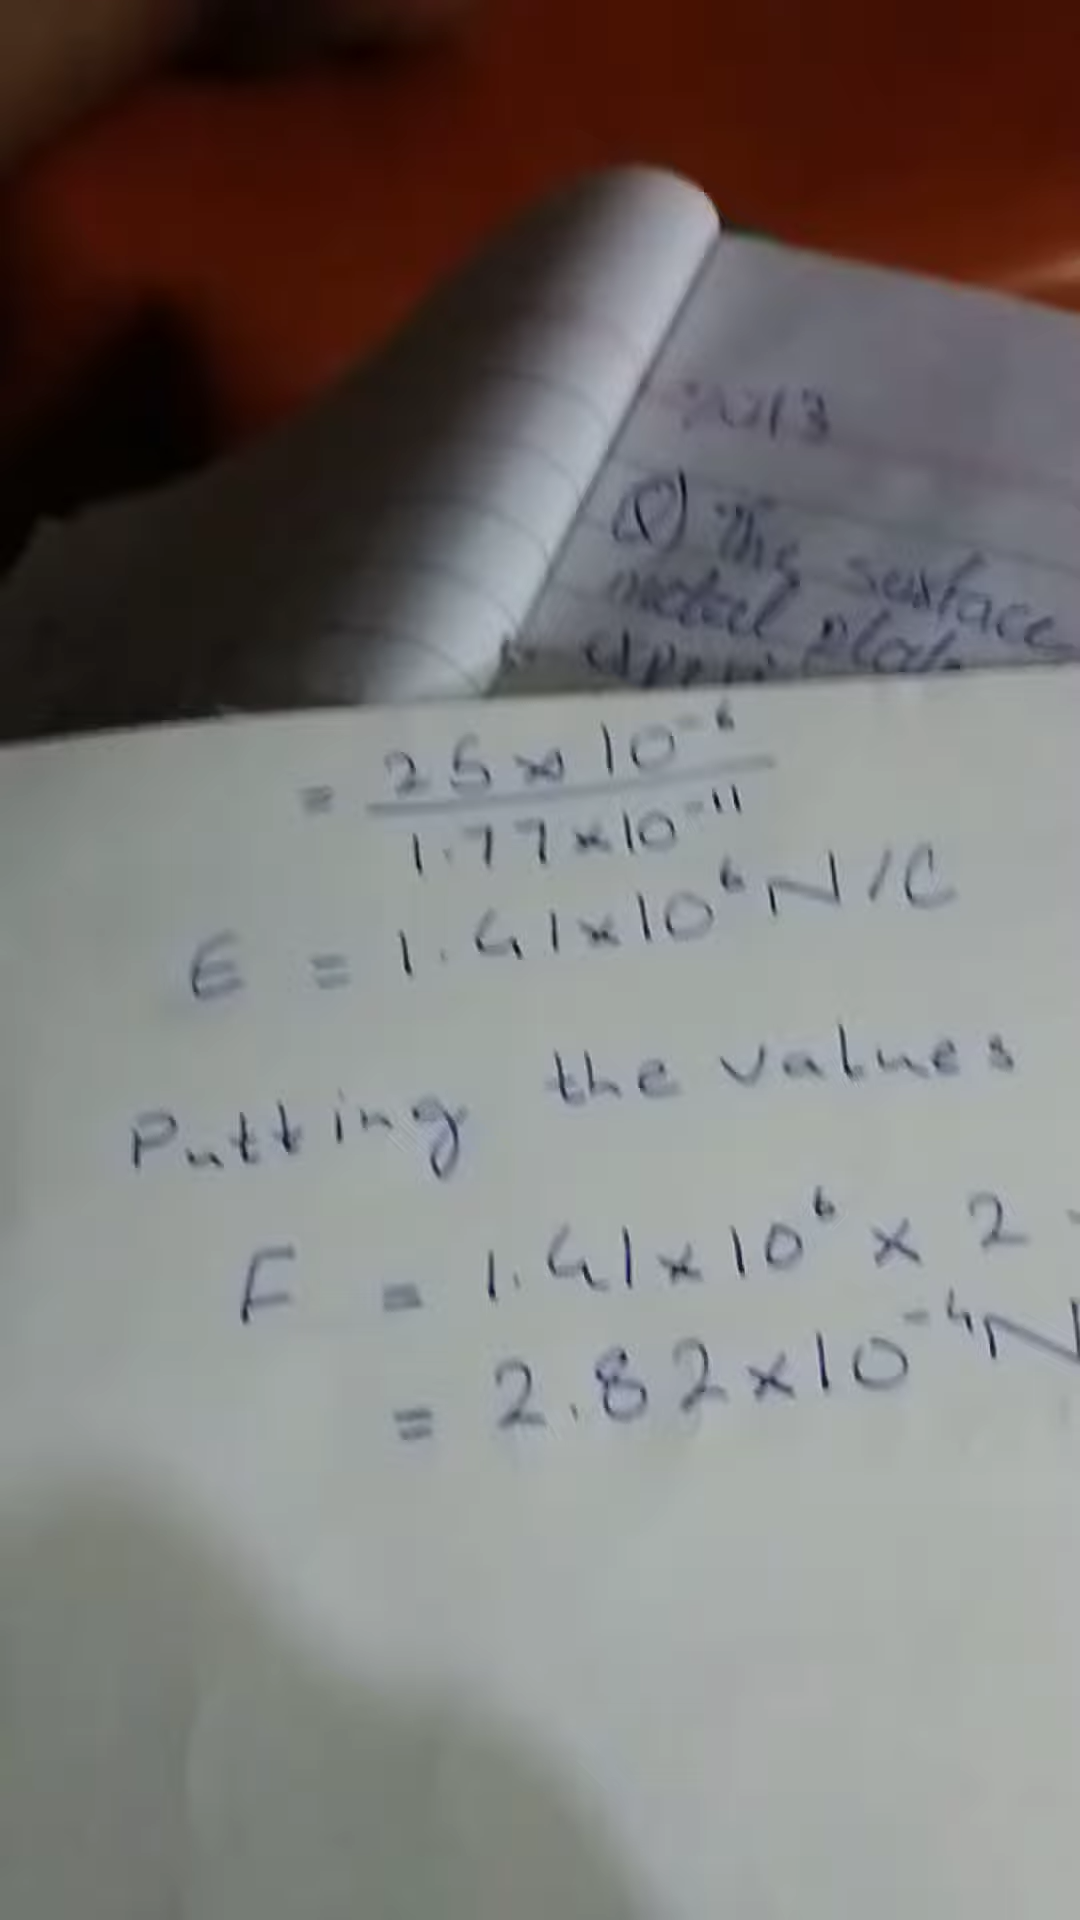 2013
Q) The surface
metal plat
= 25 × 10⁻⁶
1.77 × 10⁻¹¹
E = 1.41 × 10⁶ N/C
Putting the values
F = 1.41 × 10⁶ × 2
= 2.82 × 10⁻⁴ N